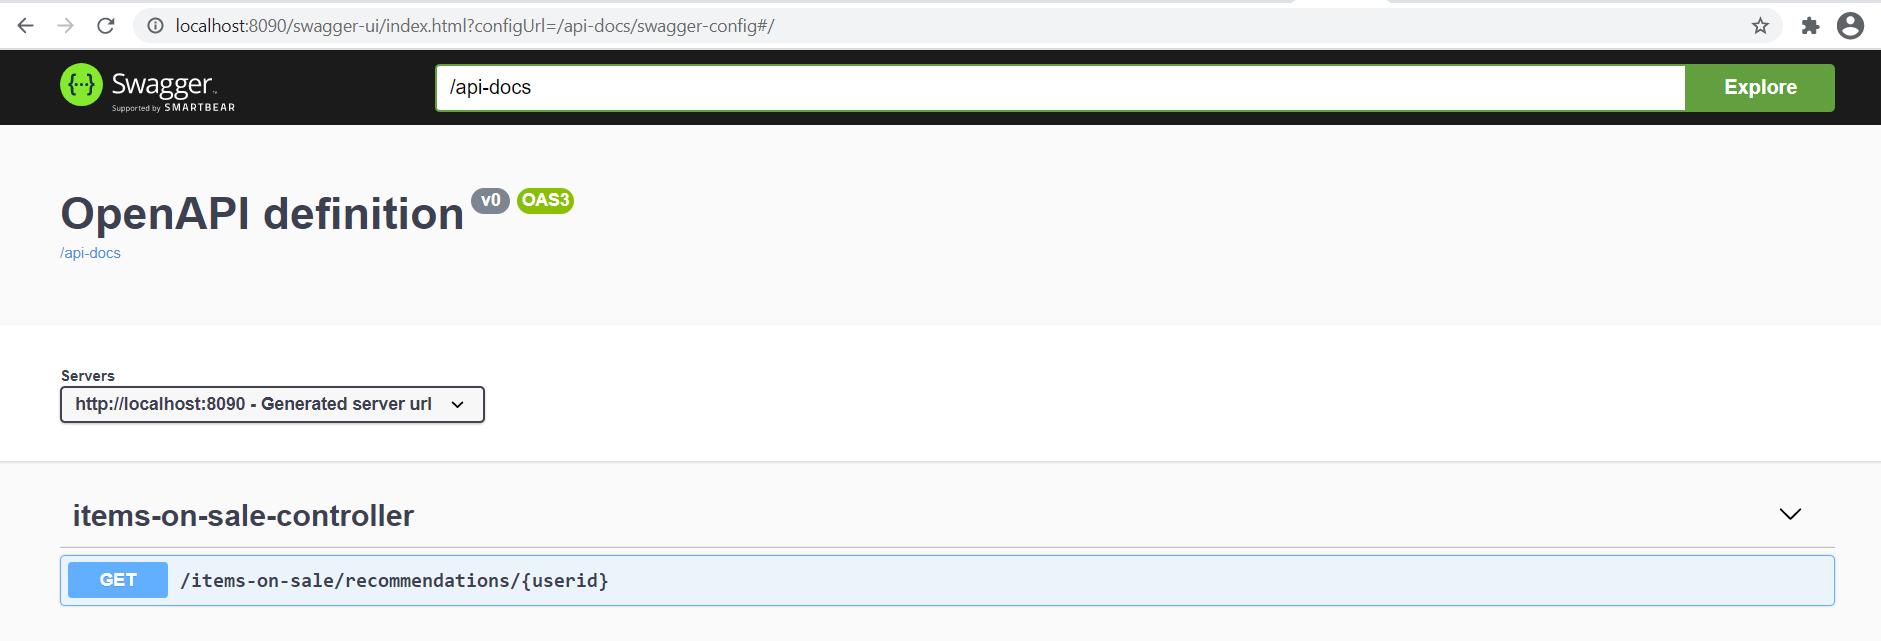 localhost:8090/swagger-ui/index.html?configUrl=/api-docs/swagger-config#/
{···} Swagger™
Supported by SMARTBEAR
/api-docs
Explore
OpenAPI definition v0 OAS3
/api-docs
Servers
http://localhost:8090 - Generated server url
items-on-sale-controller
GET /items-on-sale/recommendations/{userid}